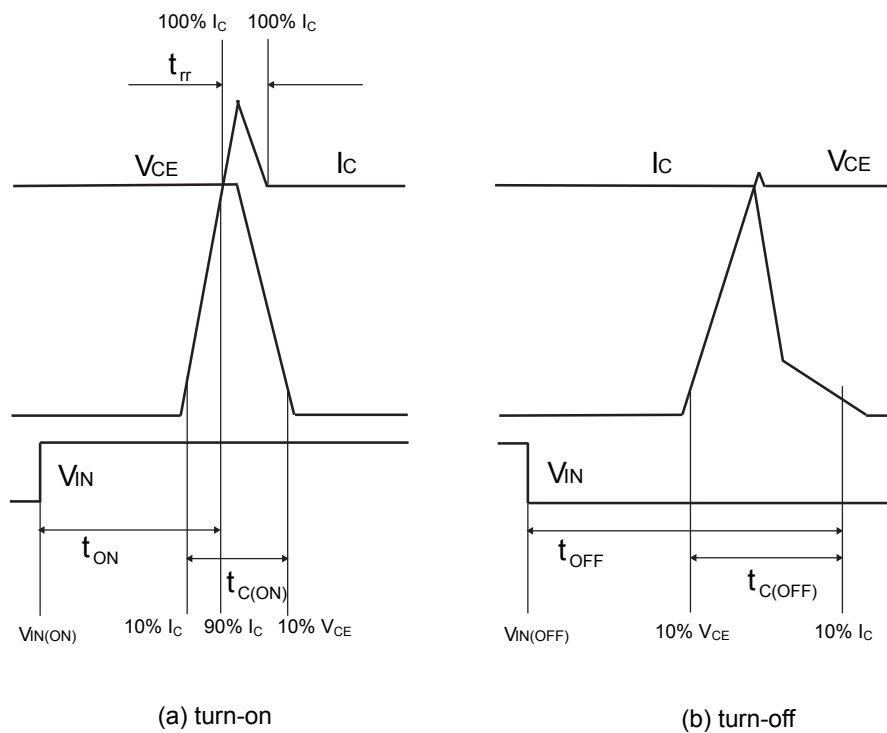 100% IC 100% IC
trr
VCE IC
IC VCE
VIN
VIN
tON
tOFF
tC(ON)
tC(OFF)
VIN(ON) 10% IC 90% IC 10% VCE
VIN(OFF) 10% VCE 10% IC
(a) turn-on
(b) turn-off